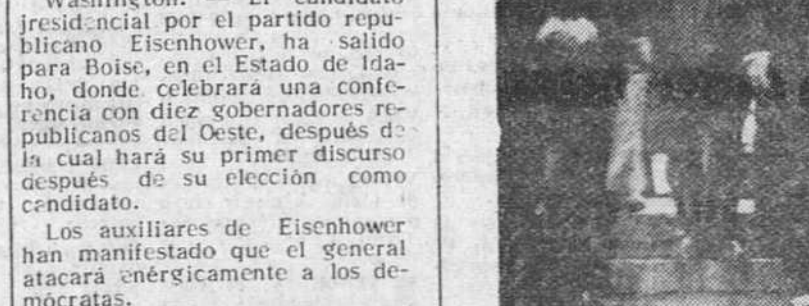 Washington. — El candidato
jresidencial por el partido repu-
blicano Eisenhower, ha salido
para Boise, en el Estado de Ida-
ho, donde celebrará una confe-
rencia con diez gobernadores re-
publicanos del Oeste, después de
la cual hará su primer discurso
después de su elección como
candidato.
Los auxiliares de Eisenhower
han manifestado que el general
atacará enérgicamente a los de-
mócratas.